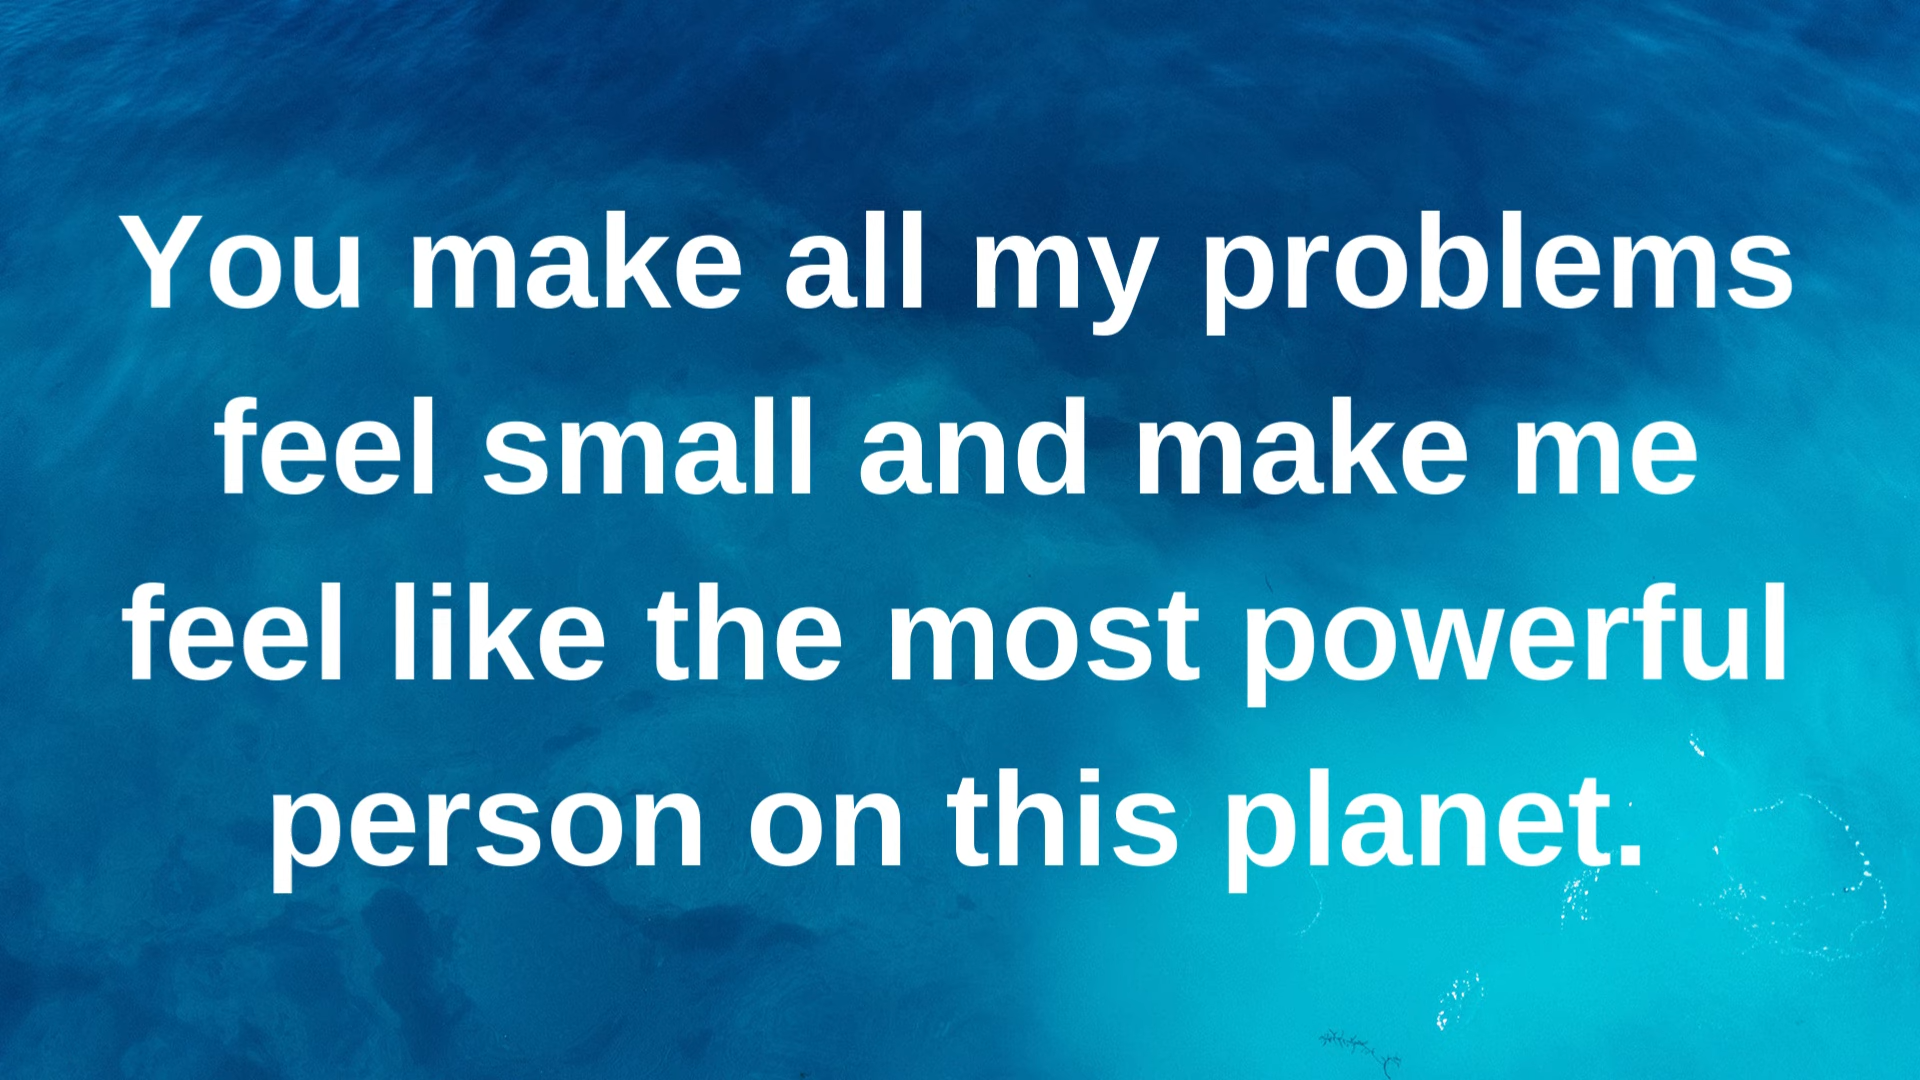 You make all my problems
feel small and make me
feel like the most powerful
person on this planet.